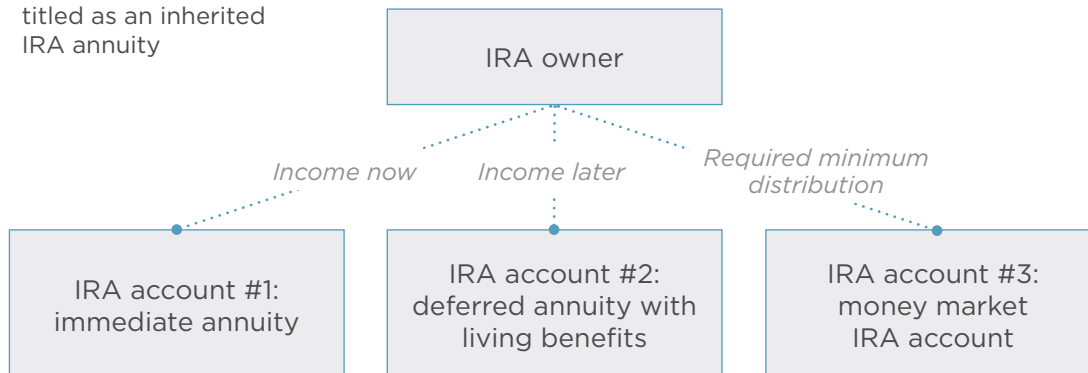 titled as an inherited
IRA annuity
IRA owner
Income now
Income later
Required minimum
distribution
IRA account #1:
immediate annuity
IRA account #2:
deferred annuity with
living benefits
IRA account #3:
money market
IRA account